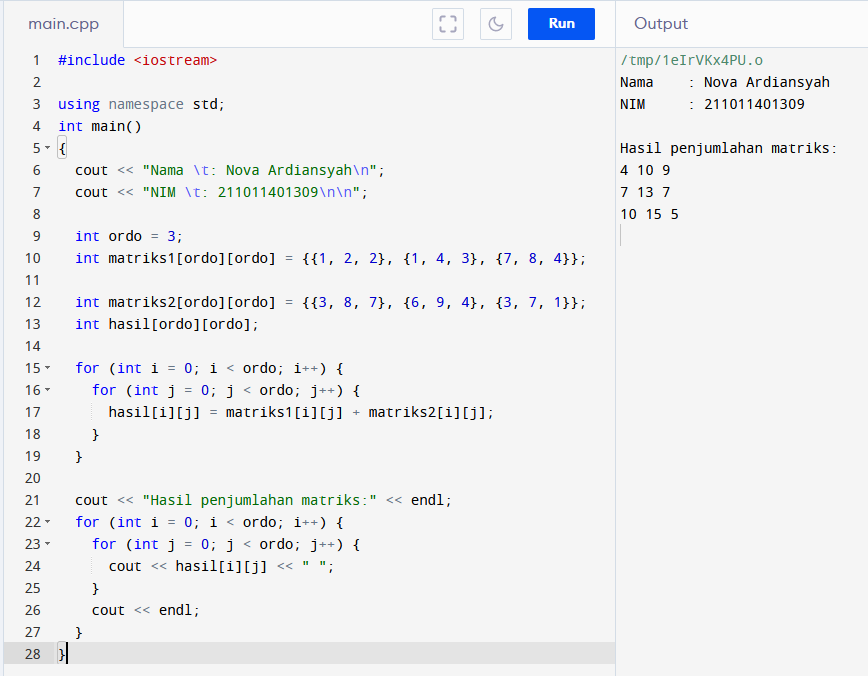 main.cpp
Run
Output
1 #include <iostream>
2
3 using namespace std;
4 int main()
5 {
6   cout << "Nama \t: Nova Ardiansyah\n";
7   cout << "NIM \t: 211011401309\n\n";
8
9   int ordo = 3;
10   int matriks1[ordo][ordo] = {{1, 2, 2}, {1, 4, 3}, {7, 8, 4}};
11
12   int matriks2[ordo][ordo] = {{3, 8, 7}, {6, 9, 4}, {3, 7, 1}};
13   int hasil[ordo][ordo];
14
15   for (int i = 0; i < ordo; i++) {
16     for (int j = 0; j < ordo; j++) {
17       hasil[i][j] = matriks1[i][j] + matriks2[i][j];
18     }
19   }
20
21   cout << "Hasil penjumlahan matriks:" << endl;
22   for (int i = 0; i < ordo; i++) {
23     for (int j = 0; j < ordo; j++) {
24       cout << hasil[i][j] << " ";
25     }
26     cout << endl;
27   }
28 }
/tmp/1eIrVKx4PU.o
Nama    : Nova Ardiansyah
NIM     : 211011401309

Hasil penjumlahan matriks:
4 10 9
7 13 7
10 15 5